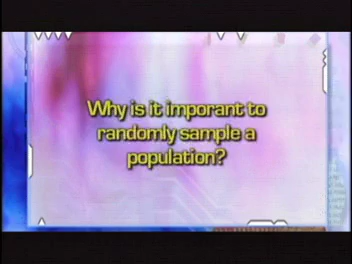 Why is it imporant to
randomly sample a
population?